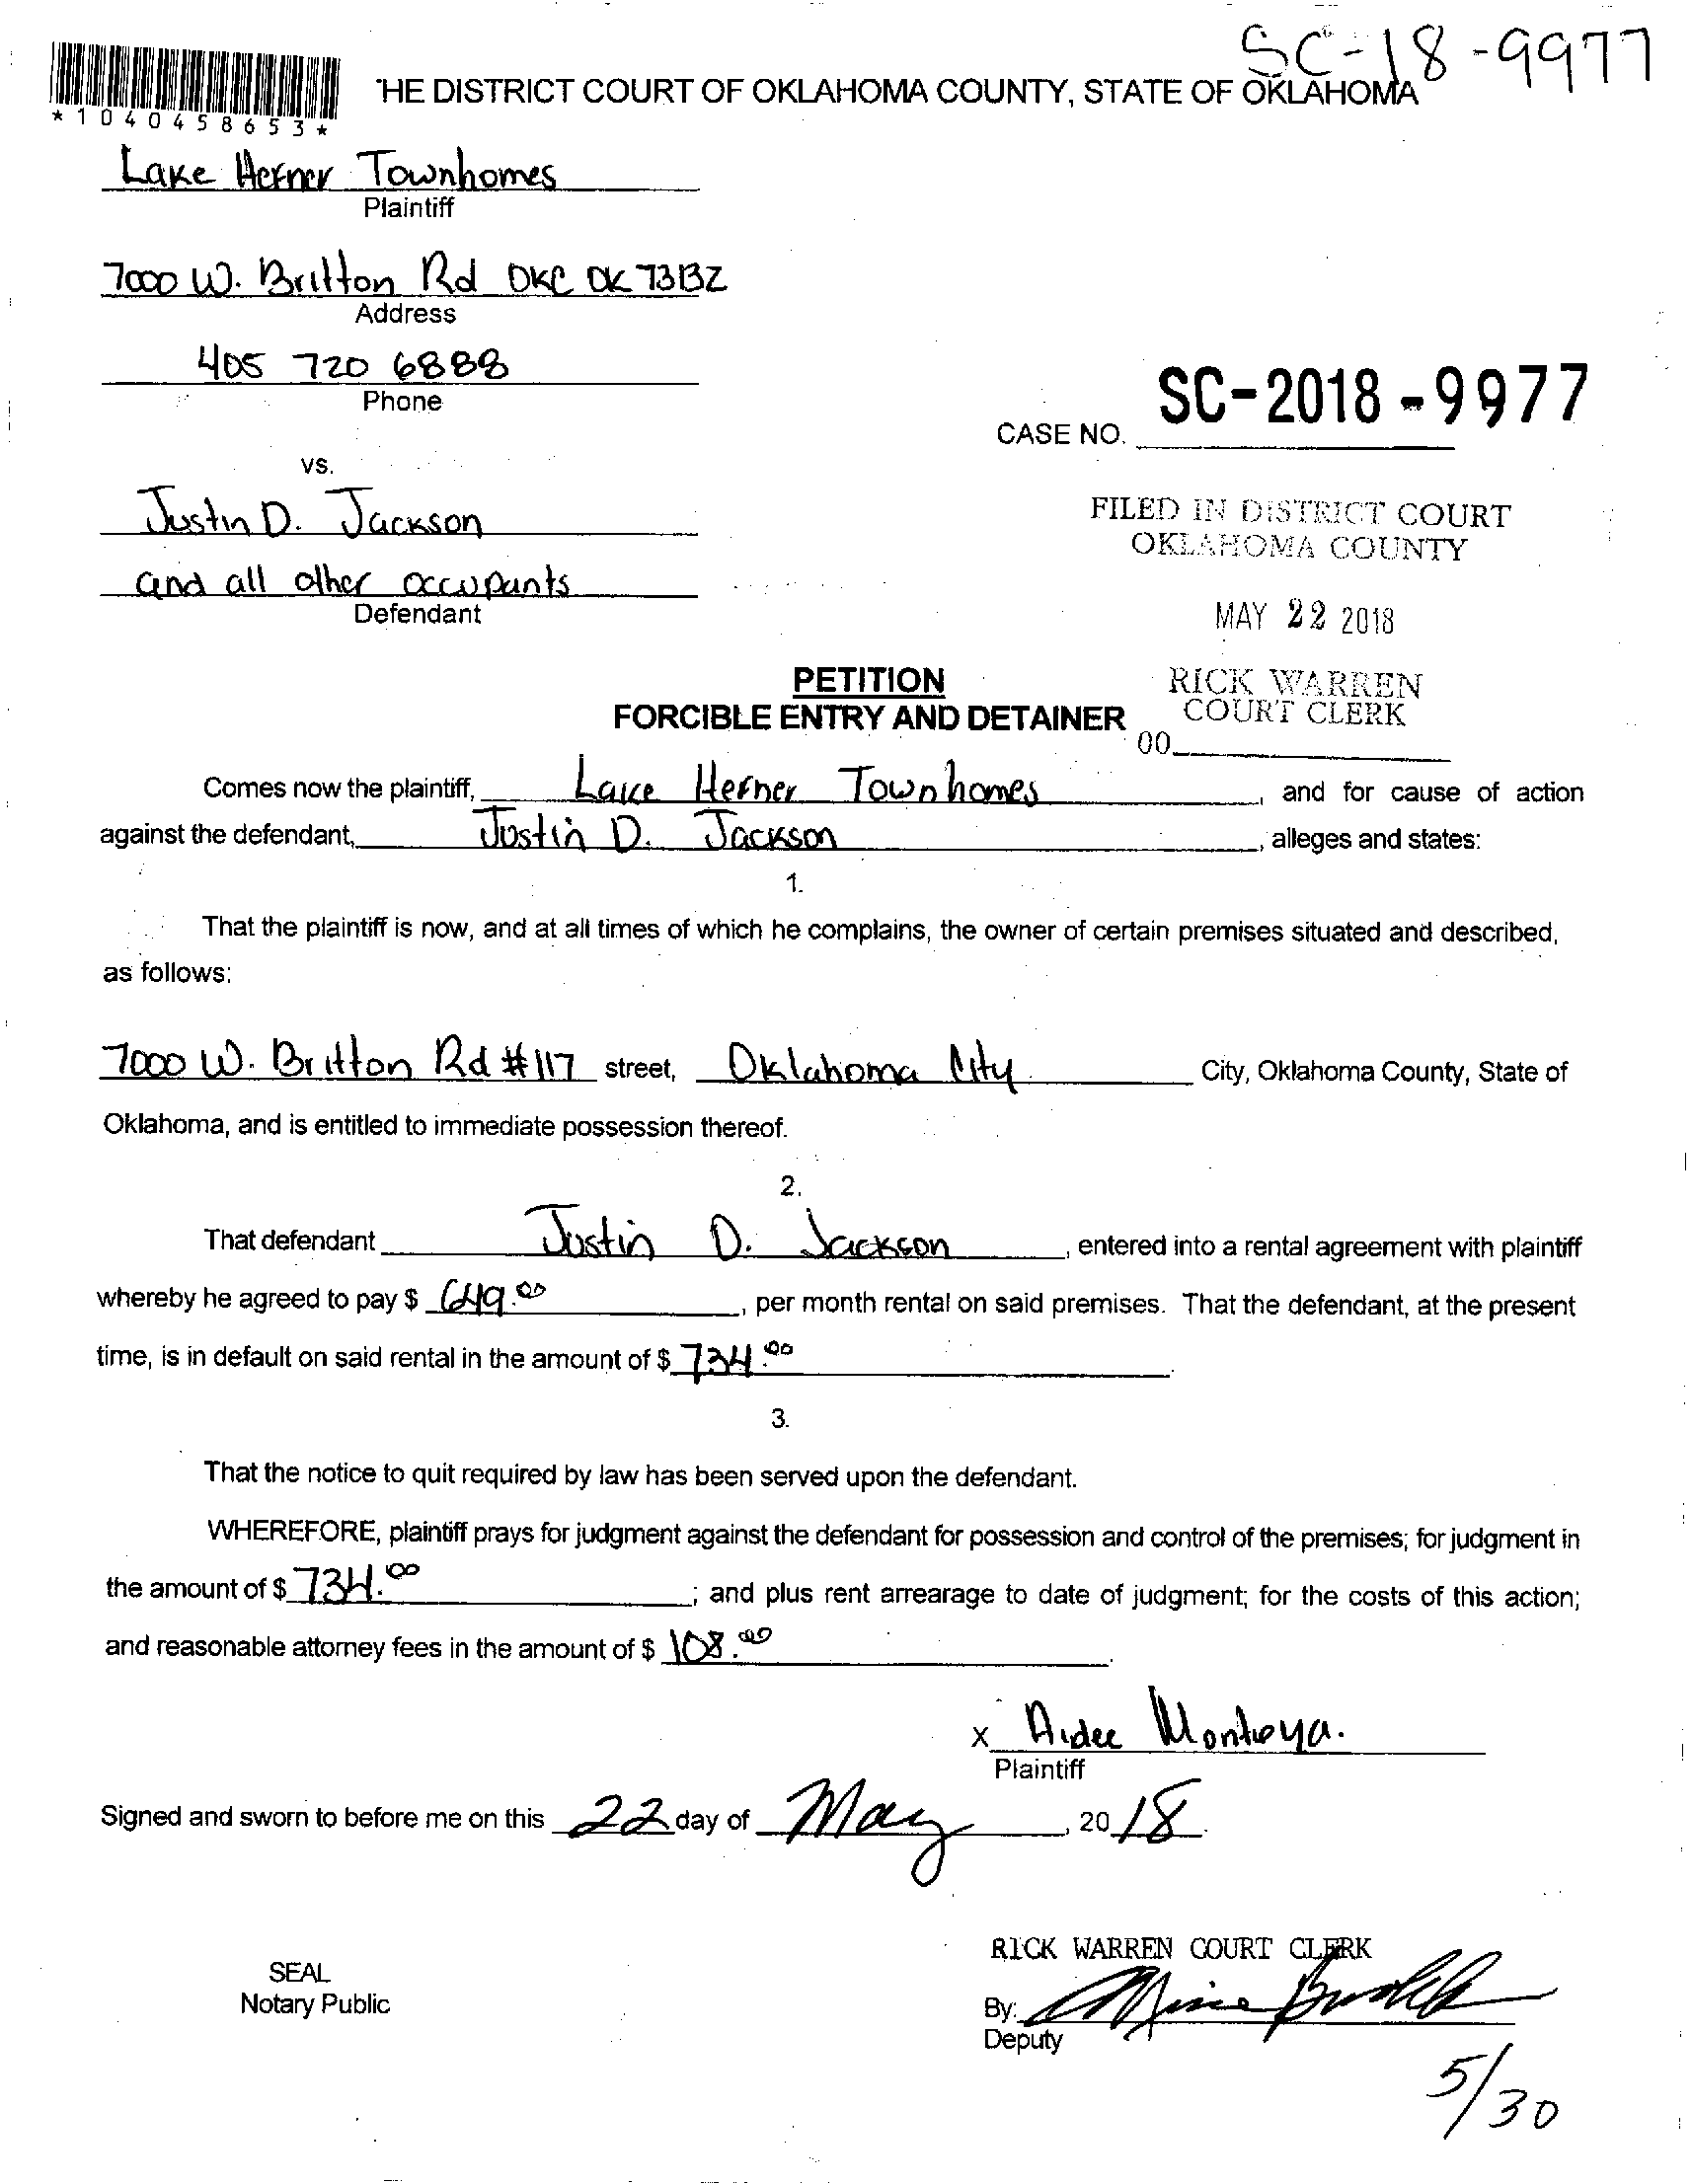 SC-18-9977
*1040458653*
'HE DISTRICT COURT OF OKLAHOMA COUNTY, STATE OF OKLAHOMA
Lake Hefner Townhomes
Plaintiff
7000 W. Britton Rd OKC OK 73132
Address
405 720 6888
Phone
CASE NO. SC-2018-9977
vs.
Justin D. Jackson
and all other occupants
Defendant
FILED IN DISTRICT COURT
OKLAHOMA COUNTY
MAY 22 2018
RICK WARREN
COURT CLERK
00
PETITION
FORCIBLE ENTRY AND DETAINER
Comes now the plaintiff, Lake Hefner Townhomes, and for cause of action
against the defendant, Justin D. Jackson, alleges and states:
1.
That the plaintiff is now, and at all times of which he complains, the owner of certain premises situated and described,
as follows:
7000 W. Britton Rd #117 street, Oklahoma City City, Oklahoma County, State of
Oklahoma, and is entitled to immediate possession thereof.
2.
That defendant Justin D. Jackson, entered into a rental agreement with plaintiff
whereby he agreed to pay $ 649.00, per month rental on said premises. That the defendant, at the present
time, is in default on said rental in the amount of $ 734.00.
3.
That the notice to quit required by law has been served upon the defendant.
WHEREFORE, plaintiff prays for judgment against the defendant for possession and control of the premises; for judgment in
the amount of $ 734.00; and plus rent arrearage to date of judgment; for the costs of this action;
and reasonable attorney fees in the amount of $ 108.00.
x Aidee Montoya.
Plaintiff
Signed and sworn to before me on this 22 day of May, 20 18.
RICK WARREN COURT CLERK
SEAL
Notary Public
By:
Deputy
5/30